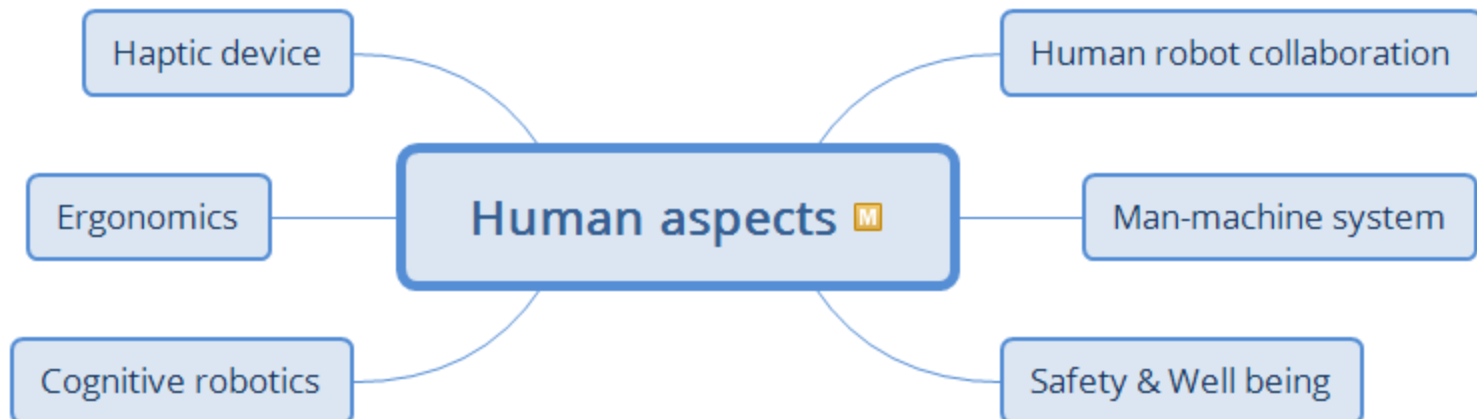 Haptic device
Human robot collaboration
Human aspects M
Ergonomics
Man-machine system
Cognitive robotics
Safety & Well being